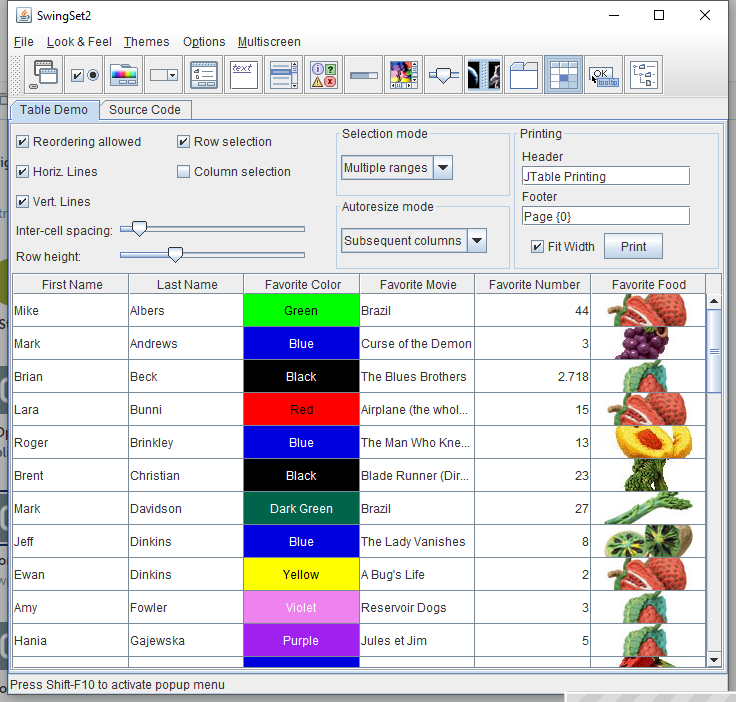 SwingSet2
File Look & Feel Themes Options Multiscreen
text
OK
tooltip
Table Demo Source Code
Reordering allowed Row selection
Horiz. Lines Column selection
Vert. Lines
Inter-cell spacing:
Row height:
Selection mode
Multiple ranges
Autoresize mode
Subsequent columns
Printing
Header
JTable Printing
Footer
Page {0}
Fit Width Print
First Name Last Name Favorite Color Favorite Movie Favorite Number Favorite Food
Mike Albers Green Brazil 44
Mark Andrews Blue Curse of the Demon 3
Brian Beck Black The Blues Brothers 2.718
Lara Bunni Red Airplane (the whol... 15
Roger Brinkley Blue The Man Who Kne... 13
Brent Christian Black Blade Runner (Dir... 23
Mark Davidson Dark Green Brazil 27
Jeff Dinkins Blue The Lady Vanishes 8
Ewan Dinkins Yellow A Bug's Life 2
Amy Fowler Violet Reservoir Dogs 3
Hania Gajewska Purple Jules et Jim 5
Press Shift-F10 to activate popup menu